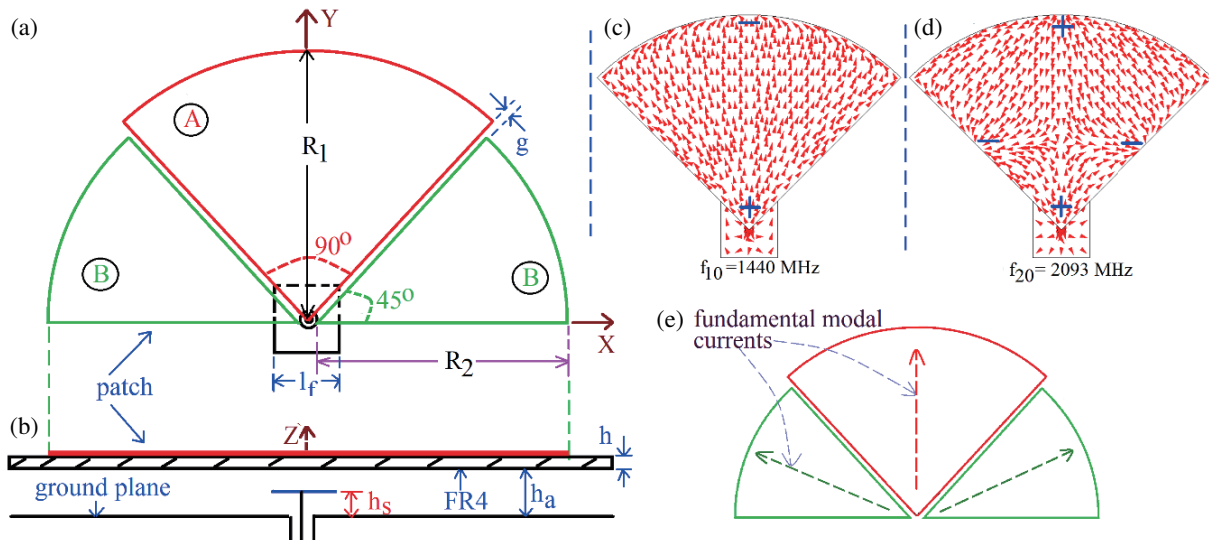 (a)
Y
A
R1
g
90o
B
45o
B
X
R2
lf
patch
(b)
Z
h
ground plane
hs
FR4
ha
(c)
−
+
f10=1440 MHz
(d)
+
− −
+
f20= 2093 MHz
(e)
fundamental modal
currents